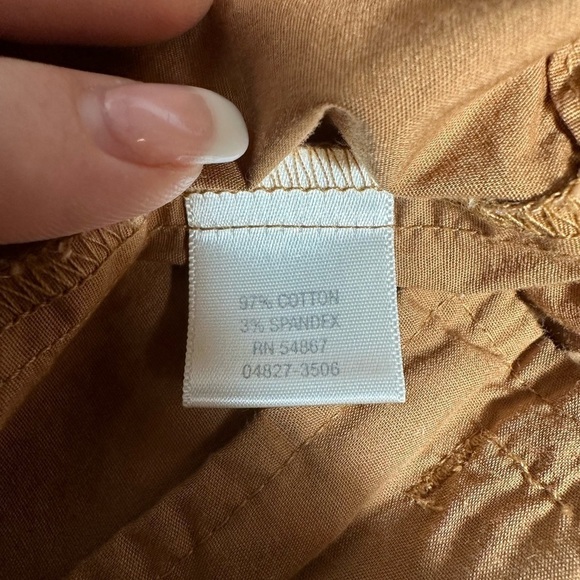 97% COTTON
3% SPANDEX
RN 54867
04827-3506